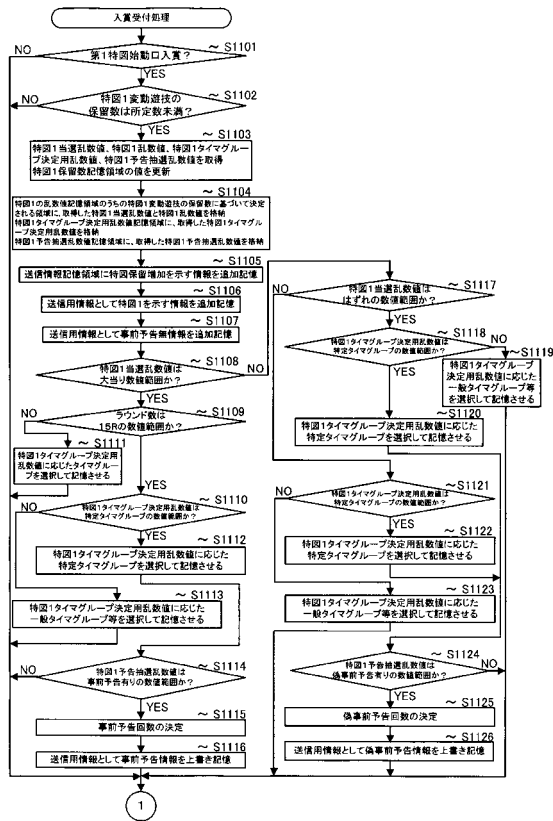 入賞受付処理
～S1101
第1特図始動口入賞？
NO
YES
～S1102
特図1変動遊技の
保留数は所定数未満？
NO
YES
～S1103
特図1当選乱数値、特図1乱数値、特図1タイマグルー
プ決定用乱数値、特図1予告抽選乱数値を取得
特図1保留数記憶領域の値を更新
～S1104
特図1の乱数値記憶領域のうちの特図1変動遊技の保留数に基づいて決定
される領域に、取得した特図1当選乱数値と特図1乱数値を格納
特図1タイマグループ決定用乱数値記憶領域に、取得した特図1タイマグ
ループ決定用乱数値を格納
特図1予告抽選乱数値記憶領域に、取得した特図1予告抽選乱数値を格納
～S1105
送信情報記憶領域に特図保留増加を示す情報を追加記憶
～S1106
送信用情報として特図1を示す情報を追加記憶
～S1107
送信用情報として事前予告無情報を追加記憶
～S1108
特図1当選乱数値は
大当り数値範囲か？
NO
YES
～S1109
ラウンド数は
15Rの数値範囲か？
NO
YES
～S1111
特図1タイマグループ決定用
乱数値に応じたタイマグルー
プを選択して記憶させる
～S1110
特図1タイマグループ決定用乱数値は
特定タイマグループの数値範囲か？
NO
YES
～S1112
特図1タイマグループ決定用乱数値に応じた
特定タイマグループを選択して記憶させる
～S1113
特図1タイマグループ決定用乱数値に応じた
一般タイマグループ等を選択して記憶させる
～S1114
特図1予告抽選乱数値は
事前予告有りの数値範囲か？
NO
YES
～S1115
事前予告回数の決定
～S1116
送信用情報として事前予告情報を上書き記憶
1
～S1117
特図1当選乱数値は
はずれの数値範囲か？
NO
YES
～S1118
特図1タイマグループ決定用乱数値は
特定タイマグループの数値範囲か？
NO
YES
～S1119
特図1タイマグループ
決定用乱数値に応じた
一般タイマグループ等
を選択して記憶させる
～S1120
特図1タイマグループ決定用乱数値に応じた
特定タイマグループを選択して記憶させる
～S1121
特図1タイマグループ決定用乱数値は
特定タイマグループの数値範囲か？
NO
YES
～S1122
特図1タイマグループ決定用乱数値に応じた
特定タイマグループを選択して記憶させる
～S1123
特図1タイマグループ決定用乱数値に応じた
一般タイマグループ等を選択して記憶させる
～S1124
特図1予告抽選乱数値は
偽事前予告有りの数値範囲か？
NO
YES
～S1125
偽事前予告回数の決定
～S1126
送信用情報として偽事前予告情報を上書き記憶